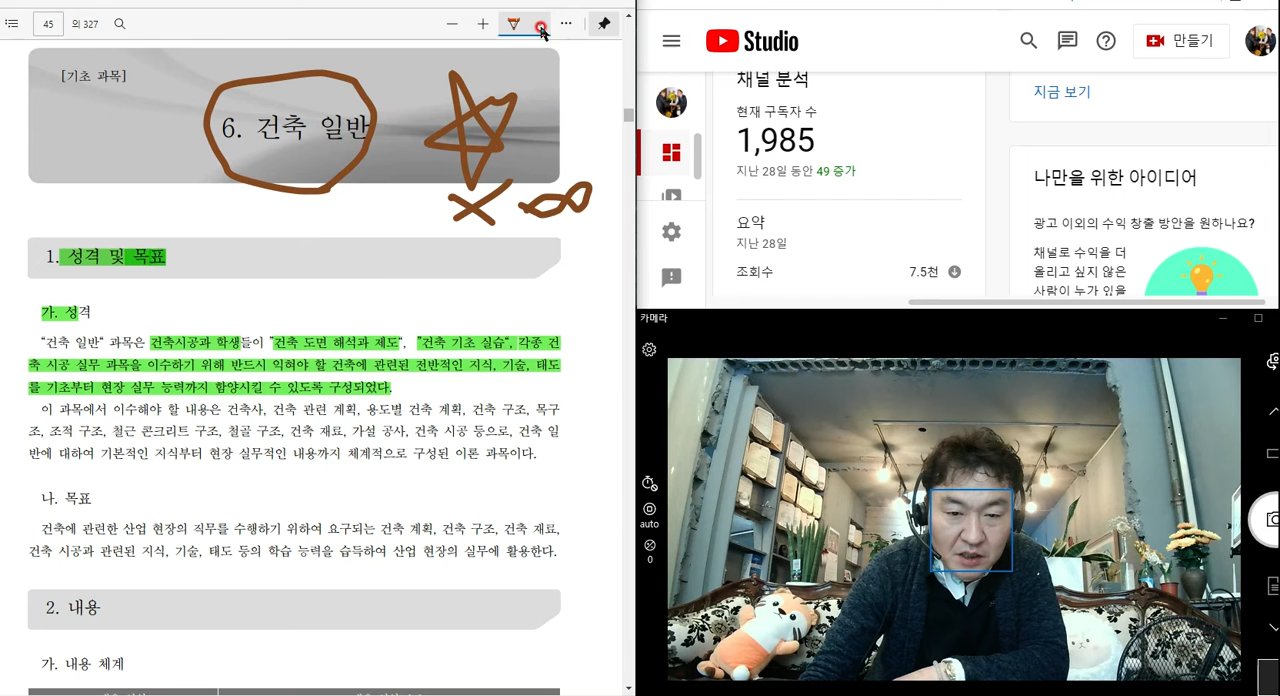 45 의 327
[기초 과목]
6. 건축 일반
1. 성격 및 목표
가. 성격
"건축 일반" 과목은 건축시공과 학생들이 "건축 도면 해석과 제도", "건축 기초 실습", 각종 건
축 시공 실무 과목을 이수하기 위해 반드시 익혀야 할 건축에 관련된 전반적인 지식, 기술, 태도
를 기초부터 현장 실무 능력까지 함양시킬 수 있도록 구성되었다.
이 과목에서 이수해야 할 내용은 건축사, 건축 관련 계획, 용도별 건축 계획, 건축 구조, 목구
조, 조적 구조, 철근 콘크리트 구조, 철골 구조, 건축 재료, 가설 공사, 건축 시공 등으로, 건축 일
반에 대하여 기본적인 지식부터 현장 실무적인 내용까지 체계적으로 구성된 이론 과목이다.
나. 목표
건축에 관련한 산업 현장의 직무를 수행하기 위하여 요구되는 건축 계획, 건축 구조, 건축 재료,
건축 시공과 관련된 지식, 기술, 태도 등의 학습 능력을 습득하여 산업 현장의 실무에 활용한다.
2. 내용
가. 내용 체계
Studio
만들기
채널 분석
현재 구독자 수
1,985
지난 28일 동안 49 증가
요약
지난 28일
조회수 7.5천
지금 보기
나만을 위한 아이디어
광고 이외의 수익 창출 방안을 원하나요?
채널로 수익을 더
올리고 싶지 않은
사람이 누가 있을
카메라
auto
0